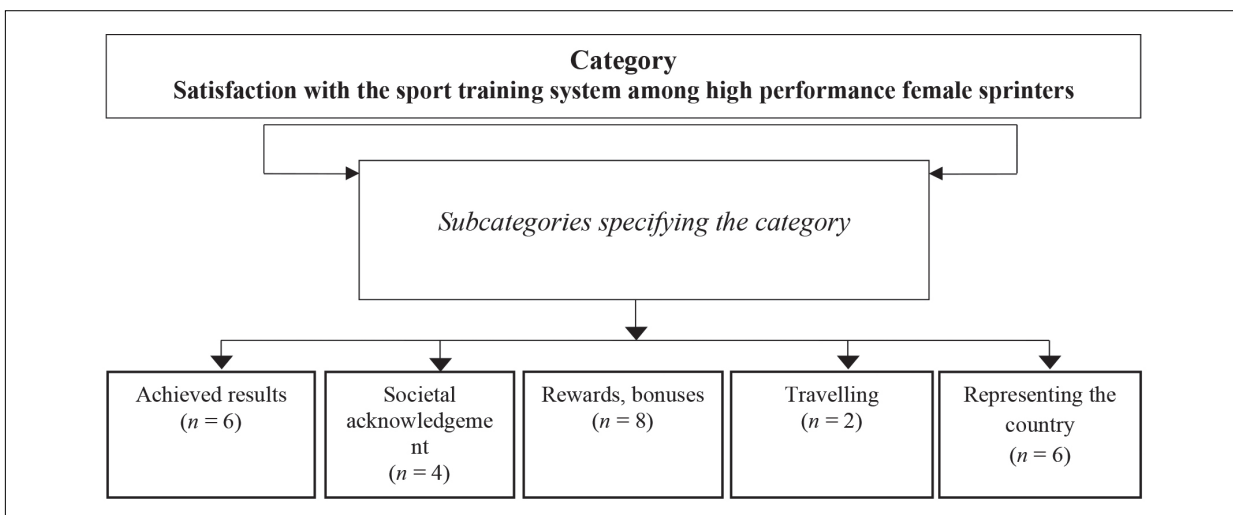 Category
Satisfaction with the sport training system among high performance female sprinters
Subcategories specifying the category
Achieved results
(n = 6)
Societal
acknowledgeme
nt
(n = 4)
Rewards, bonuses
(n = 8)
Travelling
(n = 2)
Representing the
country
(n = 6)